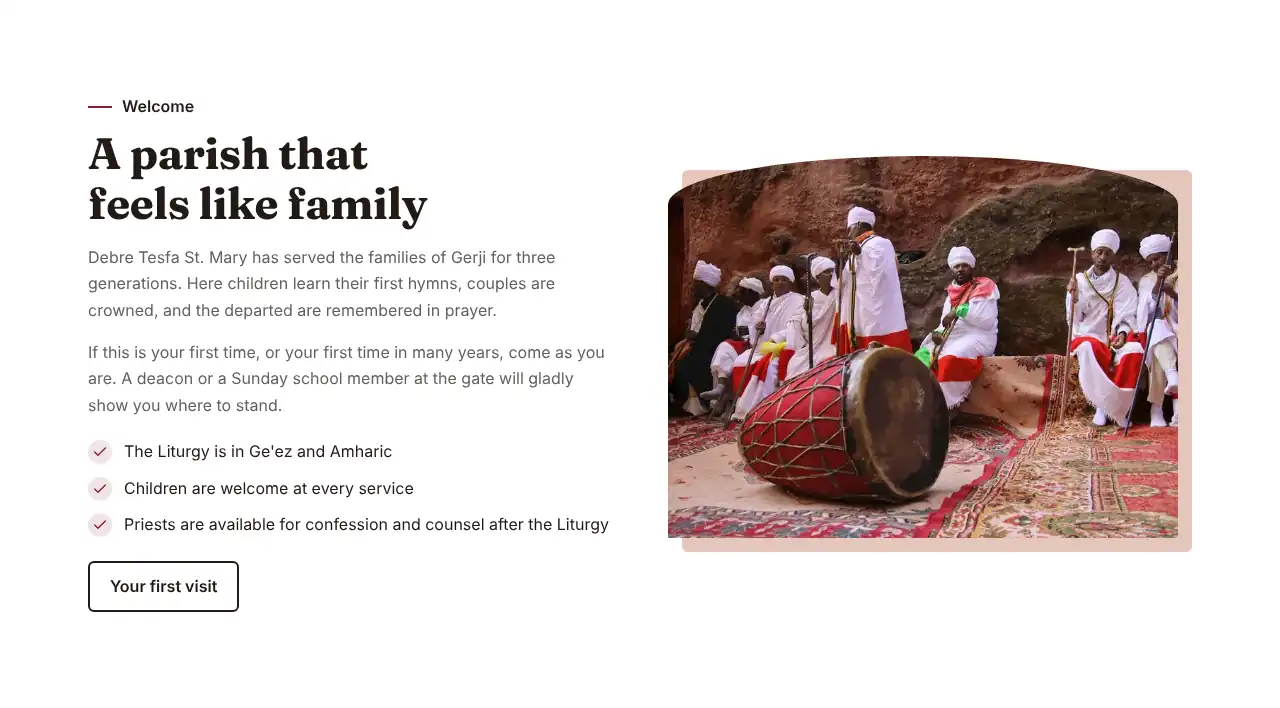 Welcome
A parish that
feels like family
Debre Tesfa St. Mary has served the families of Gerji for three
generations. Here children learn their first hymns, couples are
crowned, and the departed are remembered in prayer.
If this is your first time, or your first time in many years, come as you
are. A deacon or a Sunday school member at the gate will gladly
show you where to stand.
The Liturgy is in Ge'ez and Amharic
Children are welcome at every service
Priests are available for confession and counsel after the Liturgy
Your first visit